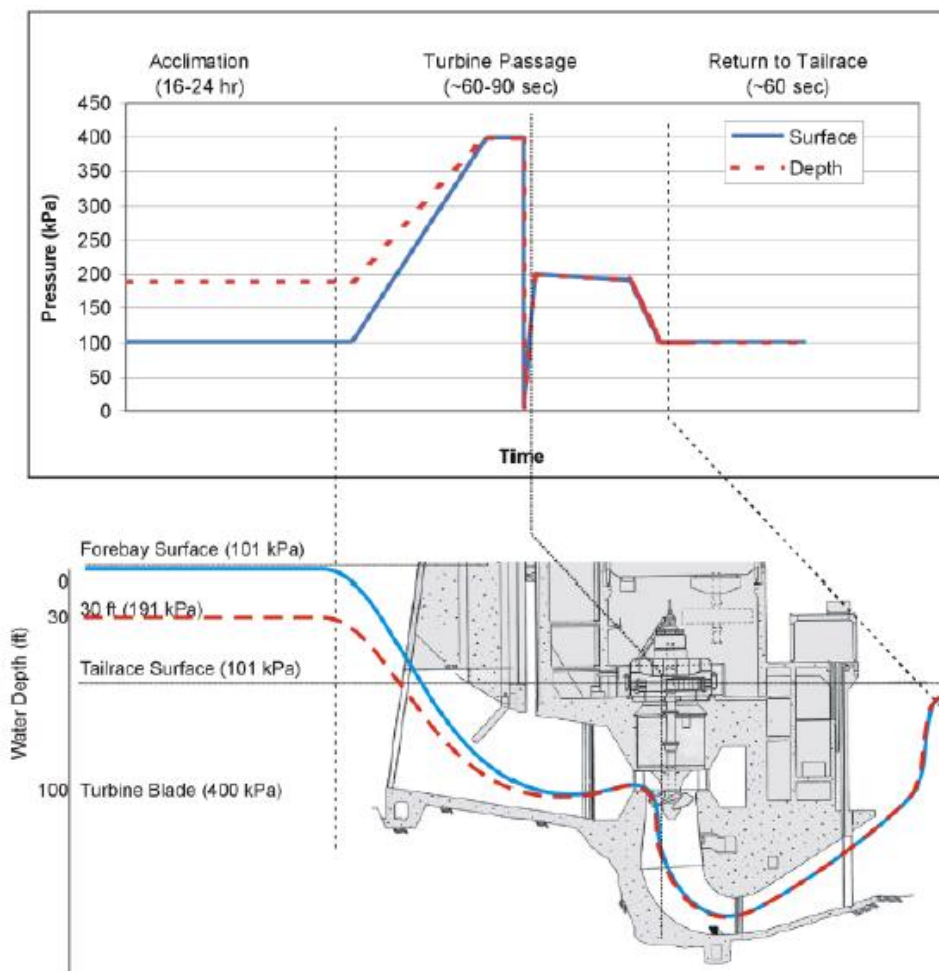 Acclimation
(16-24 hr)
Turbine Passage
(~60-90 sec)
Return to Tailrace
(~60 sec)
450
400
350
300
250
200
150
100
50
0
Pressure (kPa)
Surface
Depth
Time
Forebay Surface (101 kPa)
0
30 ft (191 kPa)
30
Tailrace Surface (101 kPa)
Water Depth (ft)
100
Turbine Blade (400 kPa)